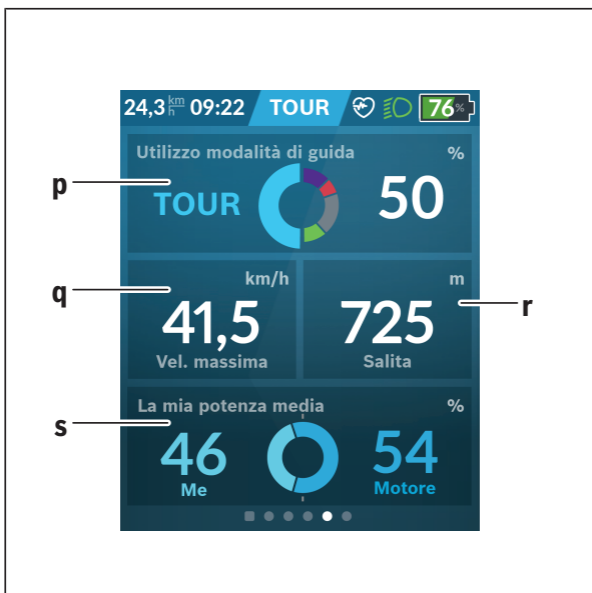 24,3 km/h 09:22 TOUR 76%
Utilizzo modalità di guida %
p
TOUR 50
km/h
q
41,5
Vel. massima
m
725
r
Salita
La mia potenza media %
s
46 54
Me Motore